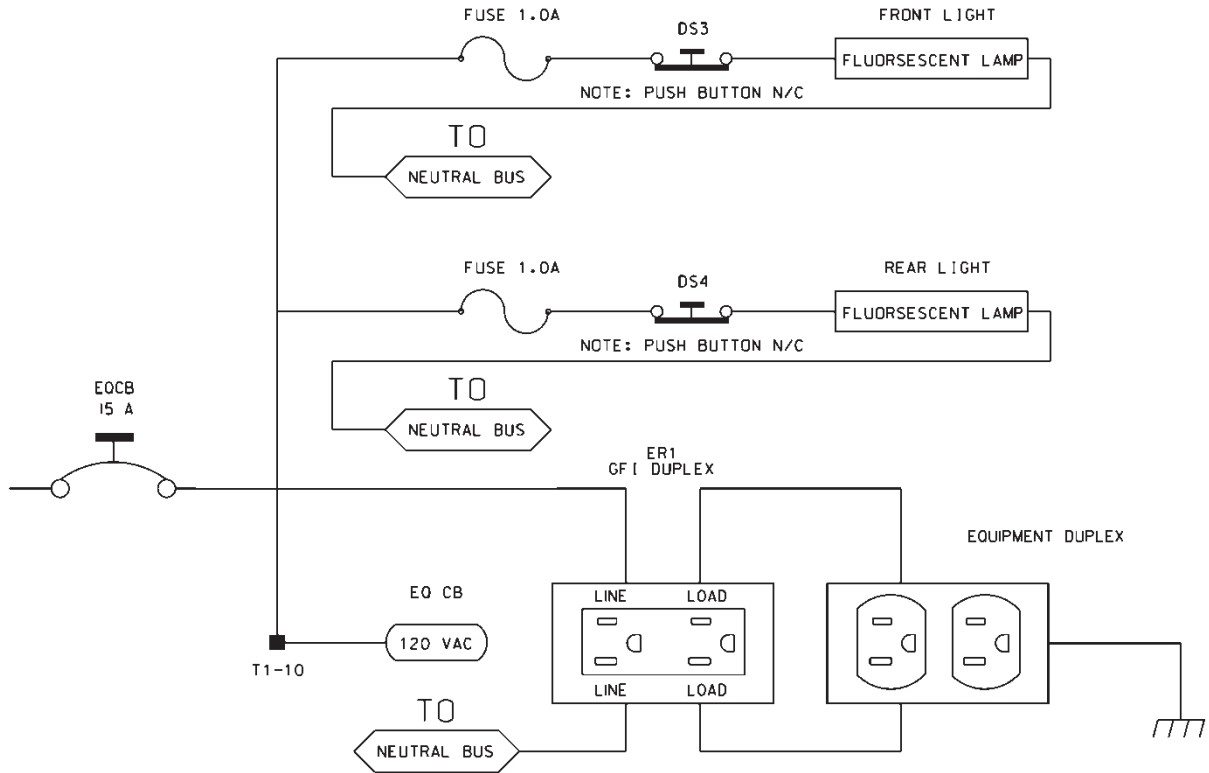 FUSE 1.0A
DS3
FRONT LIGHT
FLUORSESCENT LAMP
NOTE: PUSH BUTTON N/C
TO
NEUTRAL BUS
FUSE 1.0A
DS4
REAR LIGHT
FLUORSESCENT LAMP
NOTE: PUSH BUTTON N/C
TO
NEUTRAL BUS
EQCB
15 A
ER1
GFI DUPLEX
EQUIPMENT DUPLEX
EQ CB
120 VAC
T1-10
LINE LOAD
LINE LOAD
TO
NEUTRAL BUS